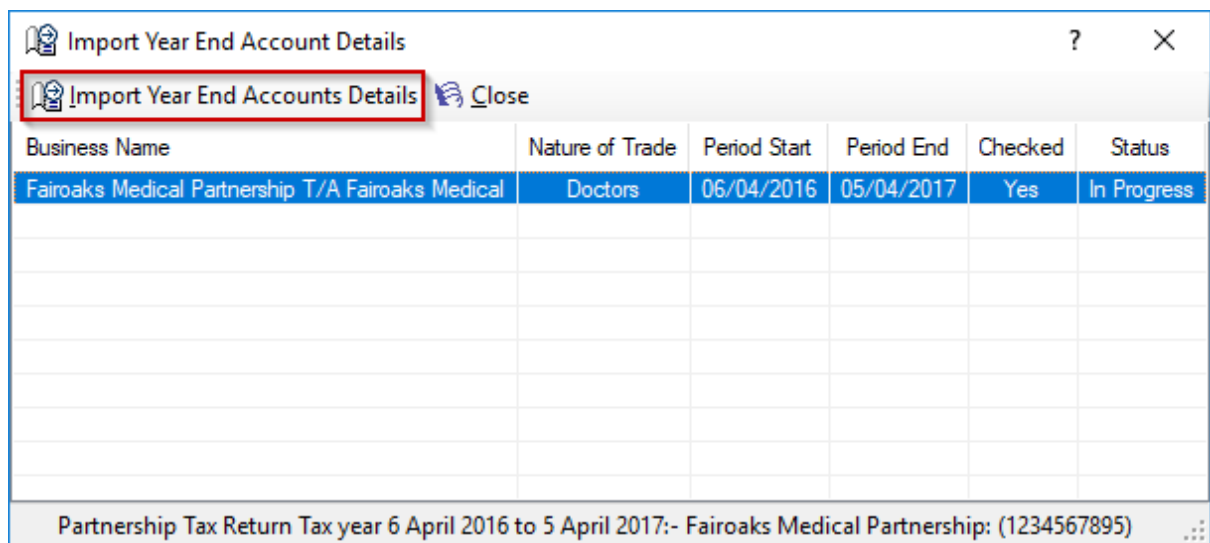 Import Year End Account Details ?
Import Year End Accounts Details Close
Business Name Nature of Trade Period Start Period End Checked Status
Fairoaks Medical Partnership T/A Fairoaks Medical Doctors 06/04/2016 05/04/2017 Yes In Progress
Partnership Tax Return Tax year 6 April 2016 to 5 April 2017:- Fairoaks Medical Partnership: (1234567895)